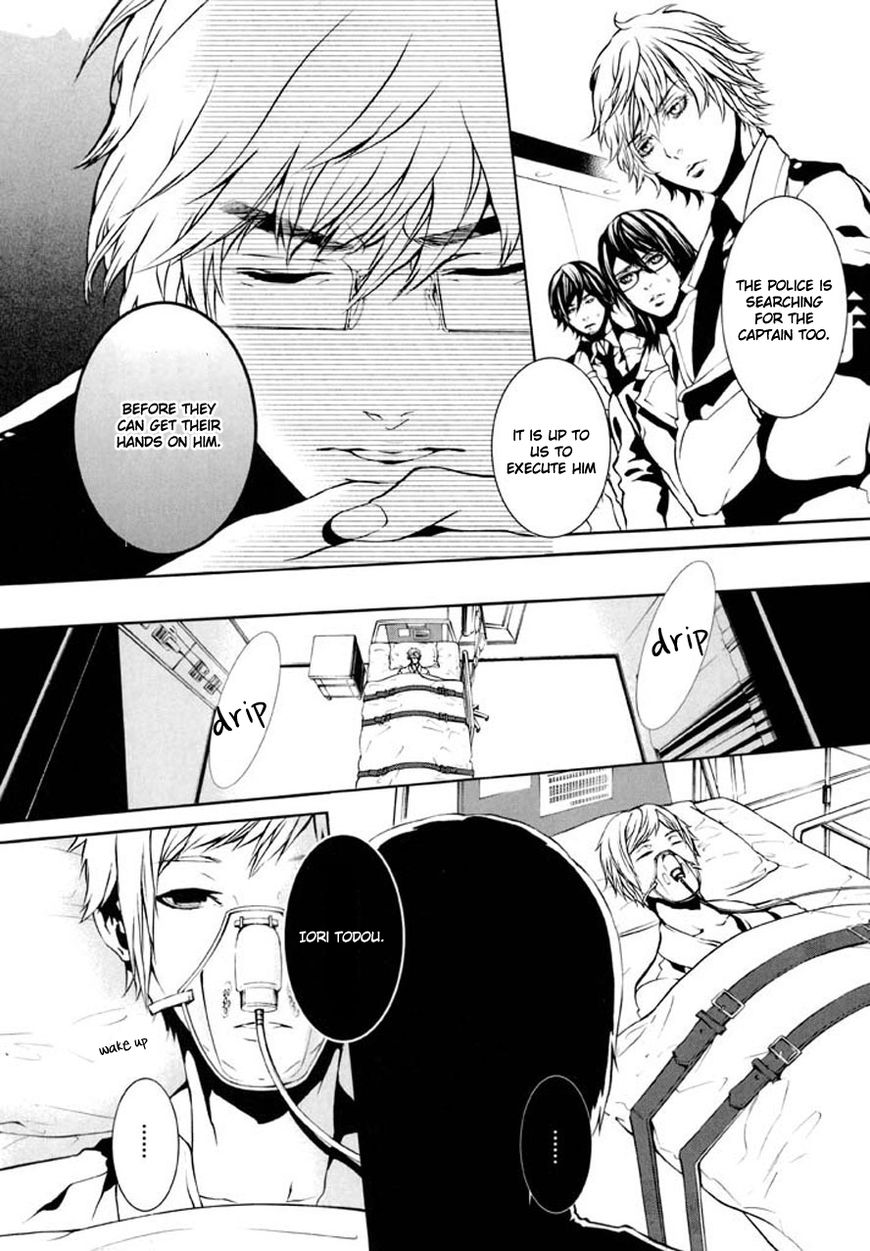 THE POLICE IS
SEARCHING
FOR THE
CAPTAIN TOO.
IT IS UP TO
US TO
EXECUTE HIM
BEFORE THEY
CAN GET THEIR
HANDS ON HIM.
drip
drip
IORI TODOU.
wake up
......
......